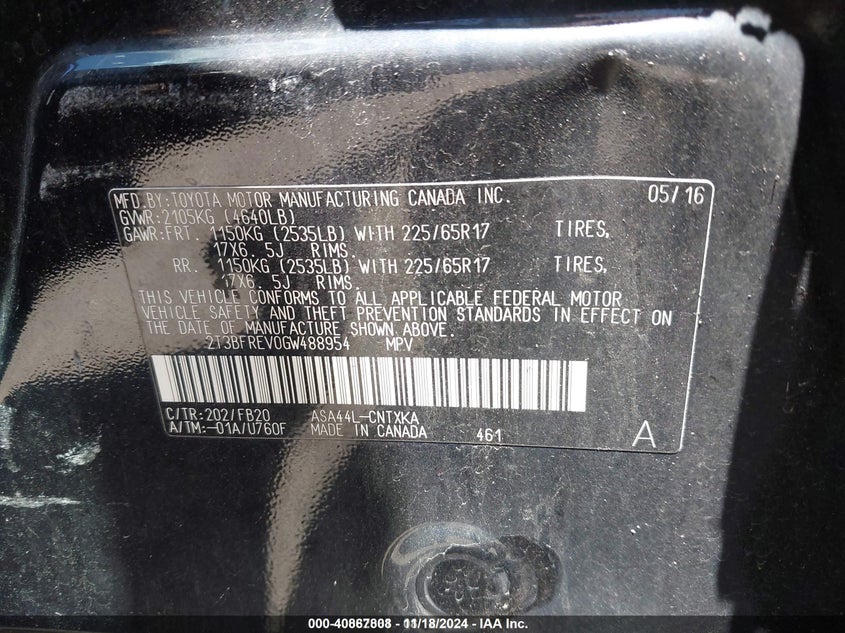 MFD.BY:TOYOTA MOTOR MANUFACTURING CANADA INC. 05/16
GVWR:2105KG (4640LB)
GAWR:FRT. 1150KG (2535LB) WITH 225/65R17 TIRES,
17X6.5J RIMS.
RR. 1150KG (2535LB) WITH 225/65R17 TIRES,
17X6.5J RIMS.
THIS VEHICLE CONFORMS TO ALL APPLICABLE FEDERAL MOTOR
VEHICLE SAFETY AND THEFT PREVENTION STANDARDS IN EFFECT ON
THE DATE OF MANUFACTURE SHOWN ABOVE.
2T3BFREV0GW488954 MPV
C/TR:202/FB20 ASA44L-CNTXKA
A/TM:-01A/U760F MADE IN CANADA 461 A
000-40867808 - 11/18/2024 - IAA Inc.